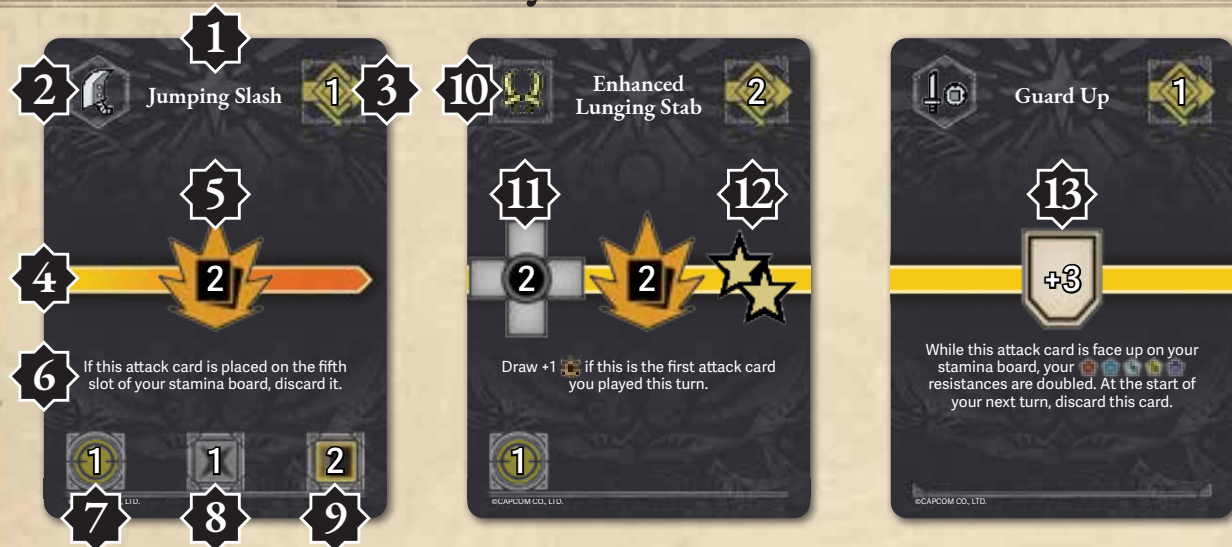 1
2
Jumping Slash
1
3
5
4
2
6
If this attack card is placed on the fifth
slot of your stamina board, discard it.
1
1
2
LTD.
7
8
9
10
Enhanced
Lunging Stab
2
11
12
2
2
Draw +1 if this is the first attack card
you played this turn.
1
©CAPCOM CO., LTD.
Guard Up
1
13
+3
While this attack card is face up on your
stamina board, your
resistances are doubled. At the start of
your next turn, discard this card.
©CAPCOM CO., LTD.